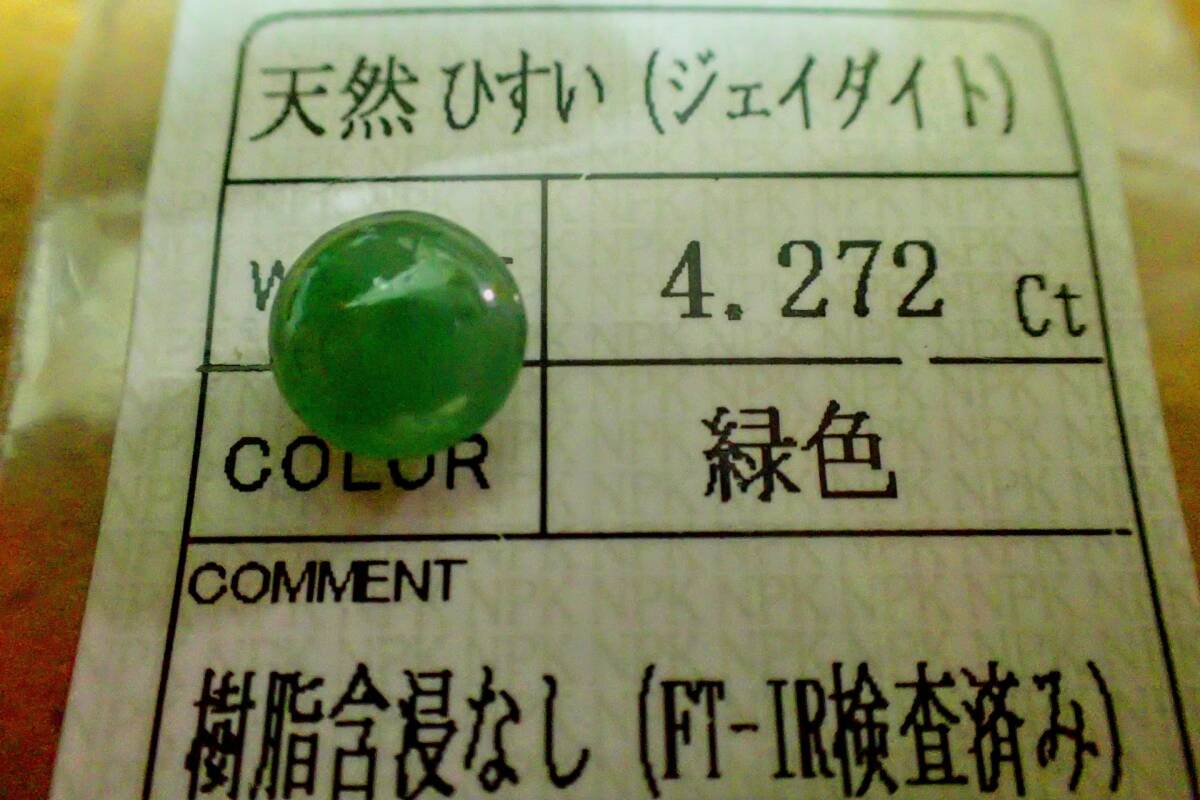 天然 ひすい (ジェイダイト)
4.272 Ct
COLOR 緑色
COMMENT
樹脂含浸なし (FT-IR検査済み)